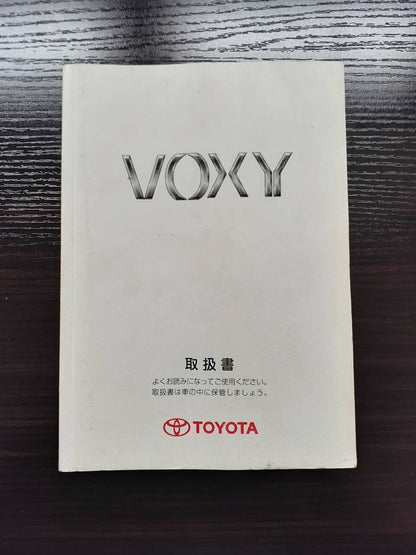 VOXY
取扱書
よくお読みになってご使用ください。
取扱書は車の中に保管しましょう。
TOYOTA